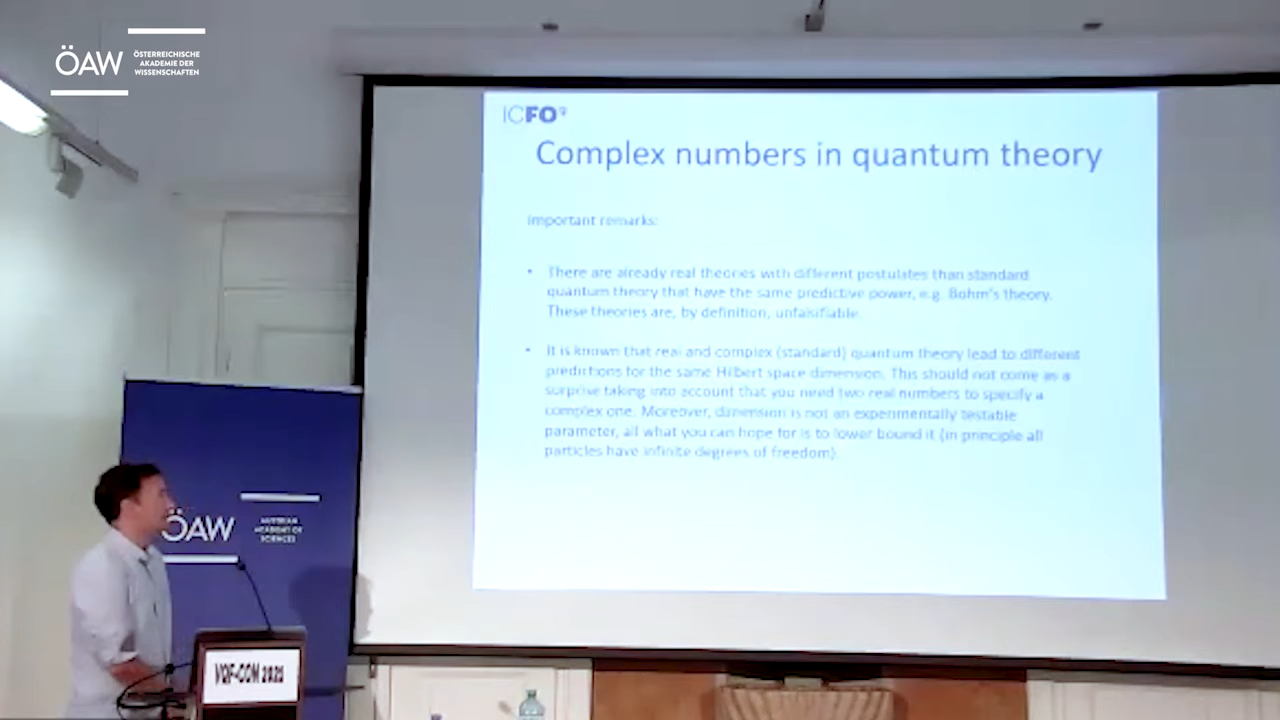 ÖAW
ÖSTERREICHISCHE
AKADEMIE DER
WISSENSCHAFTEN
ICFO
Complex numbers in quantum theory
Important remarks:
• There are already real theories with different postulates than standard
quantum theory that have the same predictive power, e.g. Bohm's theory.
These theories are, by definition, unfalsifiable.
• It is known that real and complex (standard) quantum theory lead to different
predictions for the same Hilbert space dimension. This should not come as a
surprise taking into account that you need two real numbers to specify a
complex one. Moreover, dimension is not an experimentally testable
parameter, all what you can hope for is to lower bound it (in principle all
particles have infinite degrees of freedom).
ÖAW
AUSTRIAN
ACADEMY OF
SCIENCES
VQF-CON 2021